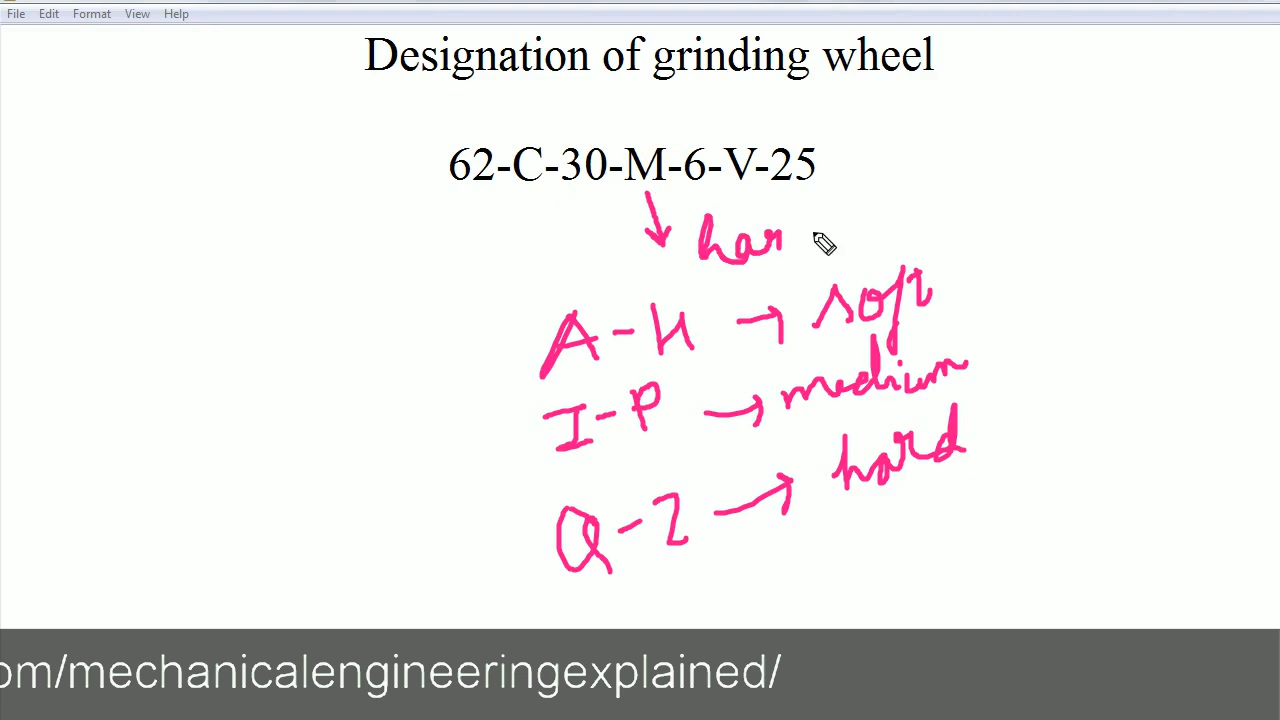 File Edit Format View Help
Designation of grinding wheel
62-C-30-M-6-V-25
har
A-H → soft
I-P → medium
Q-Z → hard
om/mechanicalengineeringexplained/